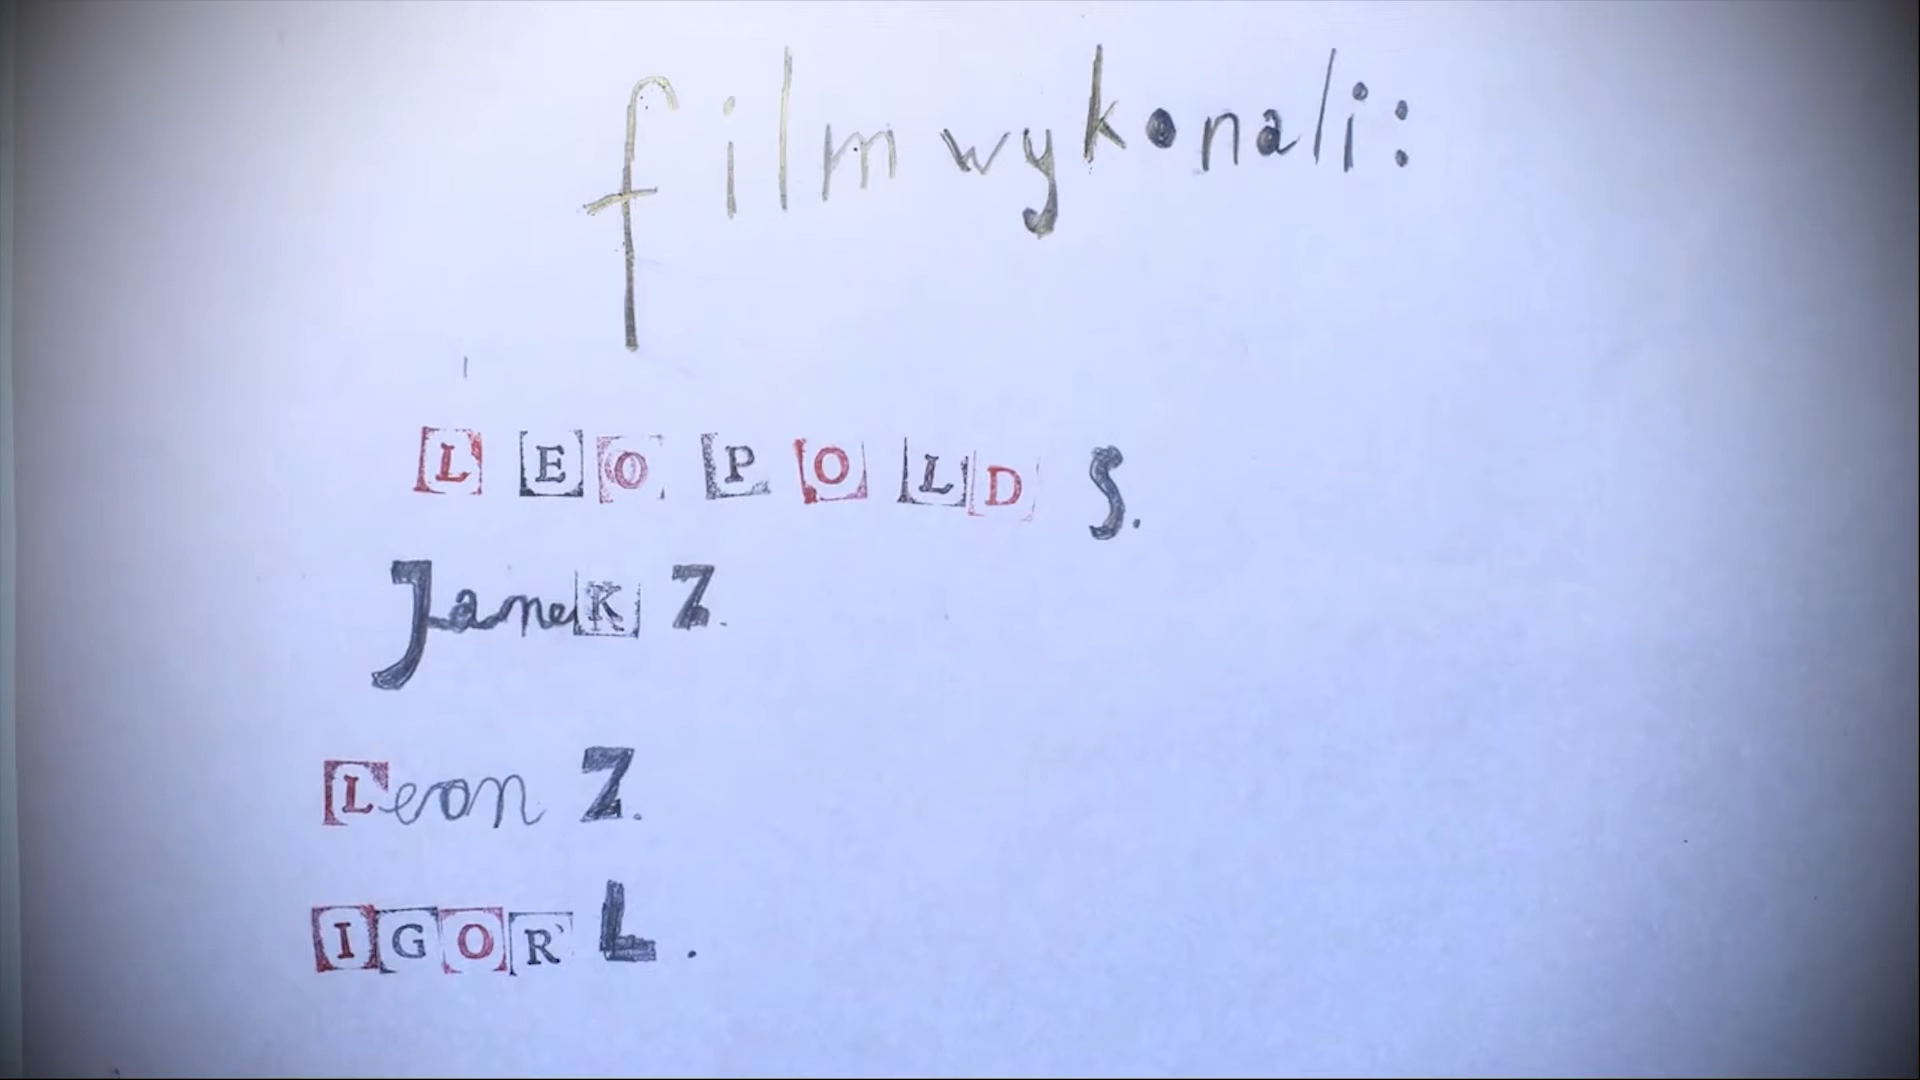 film wykonali:
LEOPOLD S.
JaneK Z.
Leon Z.
IGOR L.